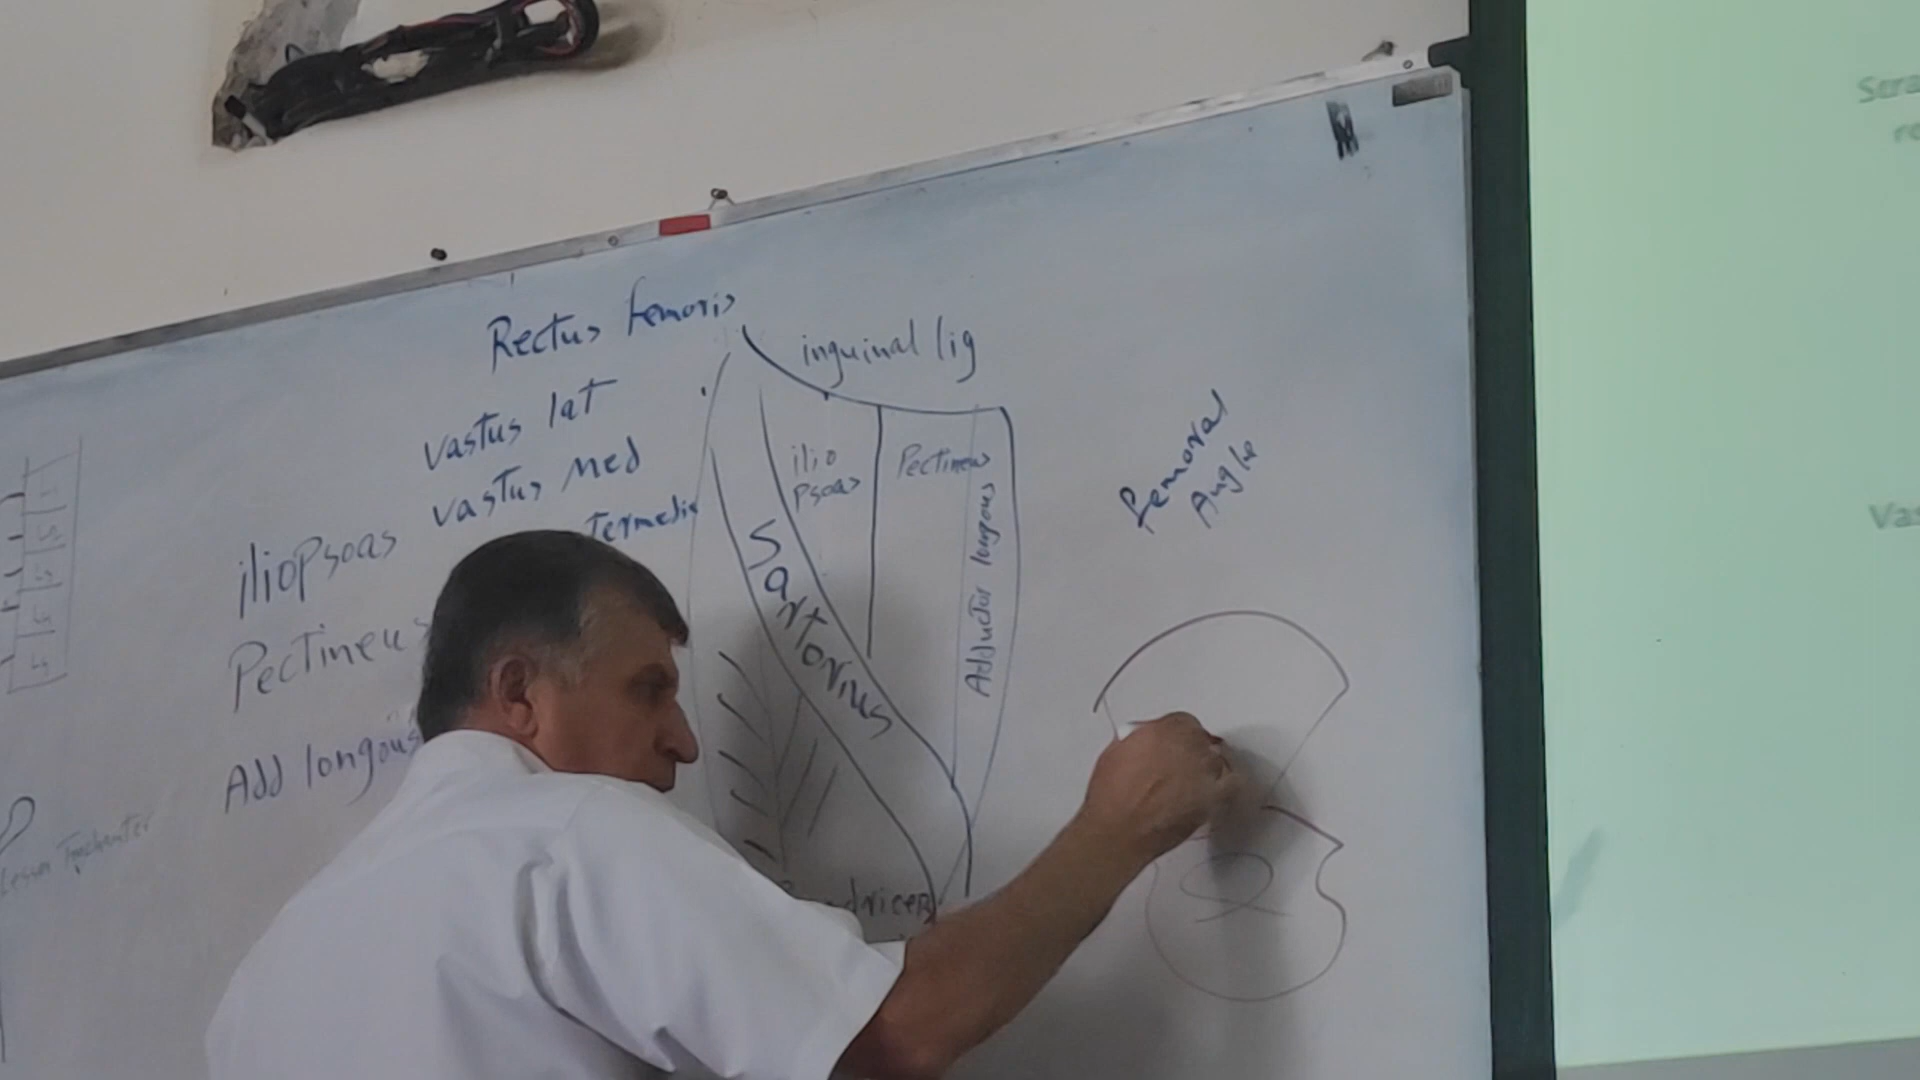 Rectus femoris
vastus lat
vastus Med
termedi
iliopsoas
Pectineus
Add longous
Lesser Trochanter
inguinal lig
ilio
Psoas
Pectineus
Adductor longous
Sartorius
femoral
Angle
Vas